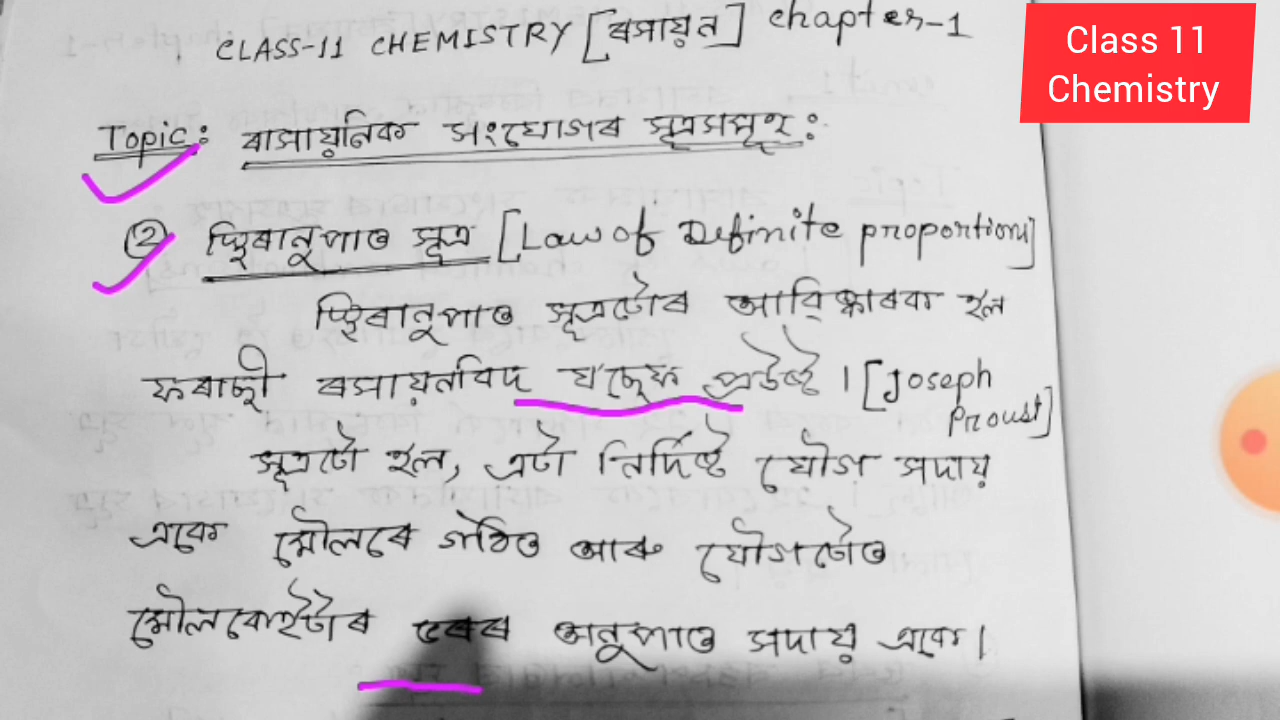 CLASS-11 CHEMISTRY [ৰসায়ন] chapter-1
Class 11
Chemistry
Topic: ৰাসায়নিক সংযোগৰ সূত্ৰসমূহ :
(২) স্থিৰানুপাত সূত্ৰ [Law of Definite proportions]
স্থিৰানুপাত সূত্ৰটোৰ আৱিষ্কাৰক হ'ল
ফৰাছী ৰসায়নবিদ য'ছেফ প্ৰাউষ্ট। [Joseph
Proust]
সূত্ৰটো হ'ল, এটা নিৰ্দিষ্ট যৌগ সদায়
একে মৌলৰে গঠিত আৰু যৌগটোত
মৌলকেইটাৰ ভৰৰ অনুপাত সদায় একে।